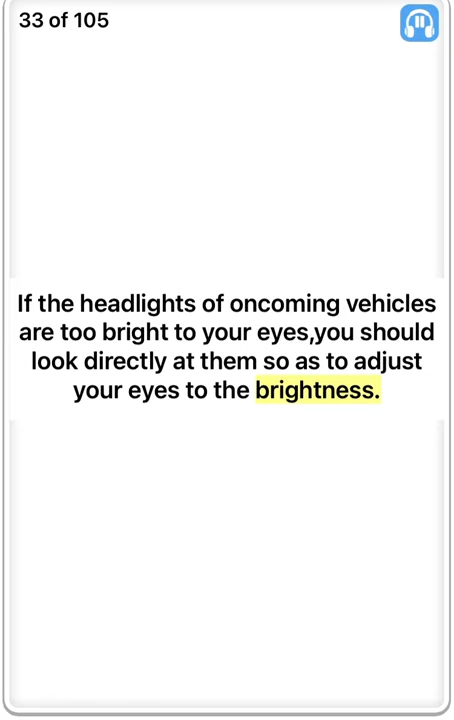 33 of 105
If the headlights of oncoming vehicles
are too bright to your eyes,you should
look directly at them so as to adjust
your eyes to the brightness.